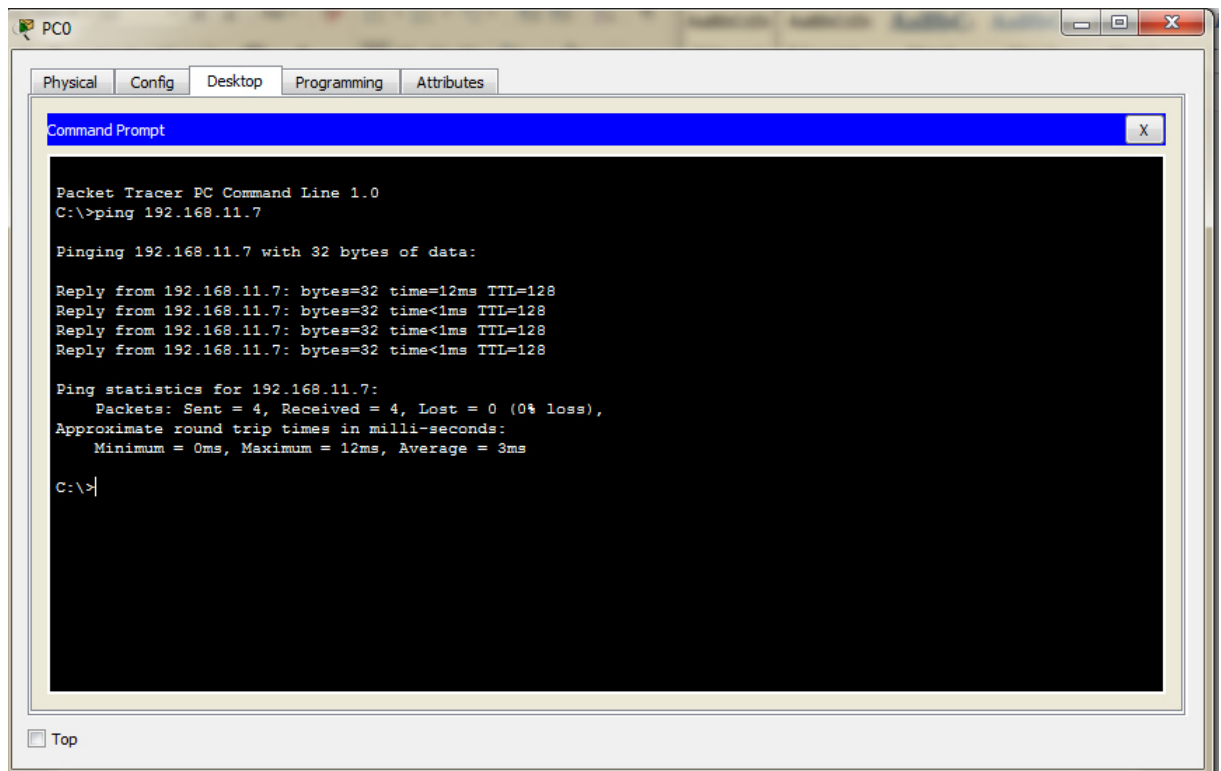 PC0
Physical Config Desktop Programming Attributes
Command Prompt
X
Packet Tracer PC Command Line 1.0
C:\>ping 192.168.11.7
Pinging 192.168.11.7 with 32 bytes of data:
Reply from 192.168.11.7: bytes=32 time=12ms TTL=128
Reply from 192.168.11.7: bytes=32 time<1ms TTL=128
Reply from 192.168.11.7: bytes=32 time<1ms TTL=128
Reply from 192.168.11.7: bytes=32 time<1ms TTL=128
Ping statistics for 192.168.11.7:
Packets: Sent = 4, Received = 4, Lost = 0 (0% loss),
Approximate round trip times in milli-seconds:
Minimum = 0ms, Maximum = 12ms, Average = 3ms
C:\>
Top